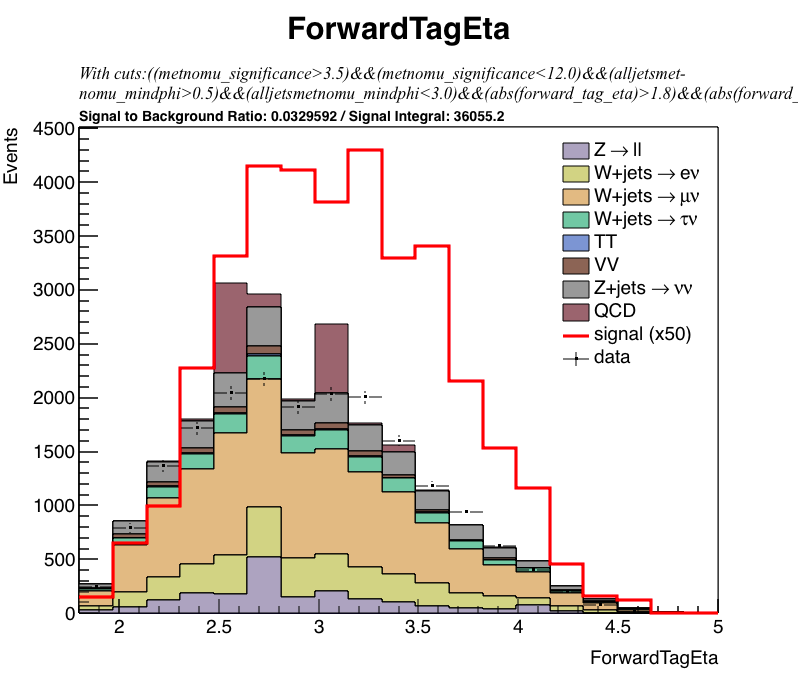 ForwardTagEta
With cuts:((metnomu_significance>3.5)&&(metnomu_significance<12.0)&&(alljetsmet-
nomu_mindphi>0.5)&&(alljetsmetnomu_mindphi<3.0)&&(abs(forward_tag_eta)>1.8)&&(abs(forward_
Signal to Background Ratio: 0.0329592 / Signal Integral: 36055.2
Events
4500
4000
3500
3000
2500
2000
1500
1000
500
0
Z → ll
W+jets → eν
W+jets → μν
W+jets → τν
TT
VV
Z+jets → νν
QCD
signal (x50)
data
2 2.5 3 3.5 4 4.5 5
ForwardTagEta